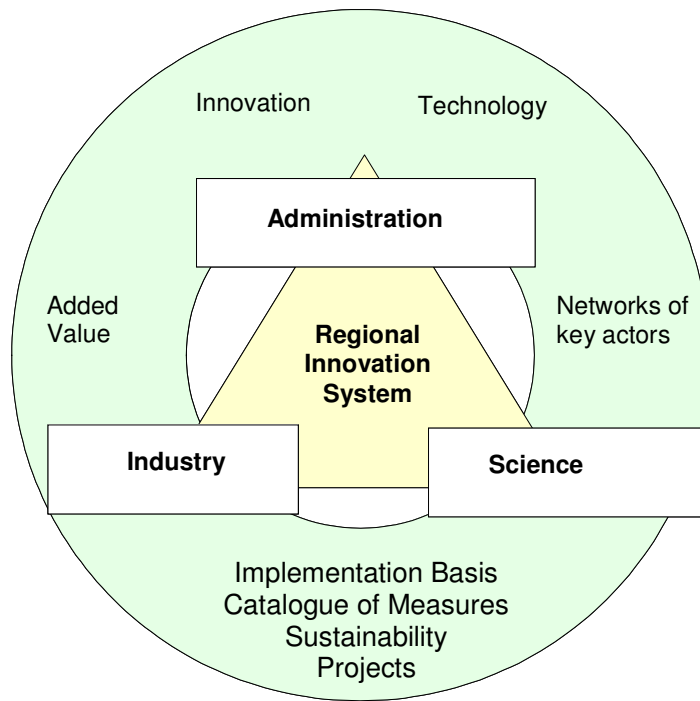 Innovation
Technology
Administration
Added
Value
Regional
Innovation
System
Networks of
key actors
Industry
Science
Implementation Basis
Catalogue of Measures
Sustainability
Projects